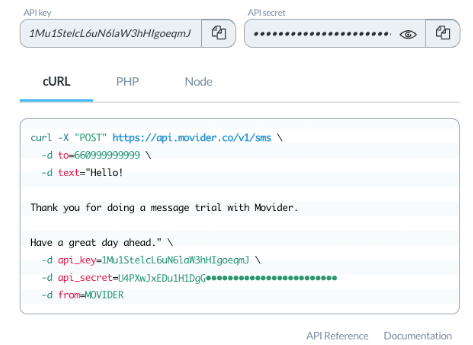 API key
API secret
1Mu1StelcL6uN6laW3hHIgoeqmJ
••••••••••••••••••••••
cURL
PHP
Node
curl -X "POST" https://api.movider.co/v1/sms \
-d to=660999999999 \
-d text="Hello!
Thank you for doing a message trial with Movider.
Have a great day ahead." \
-d api_key=1Mu1StelcL6uN6laW3hHIgoeqmJ \
-d api_secret=U4PXwJxEDu1H1DgG••••••••••••••••••••••••
-d from=MOVIDER
API Reference
Documentation